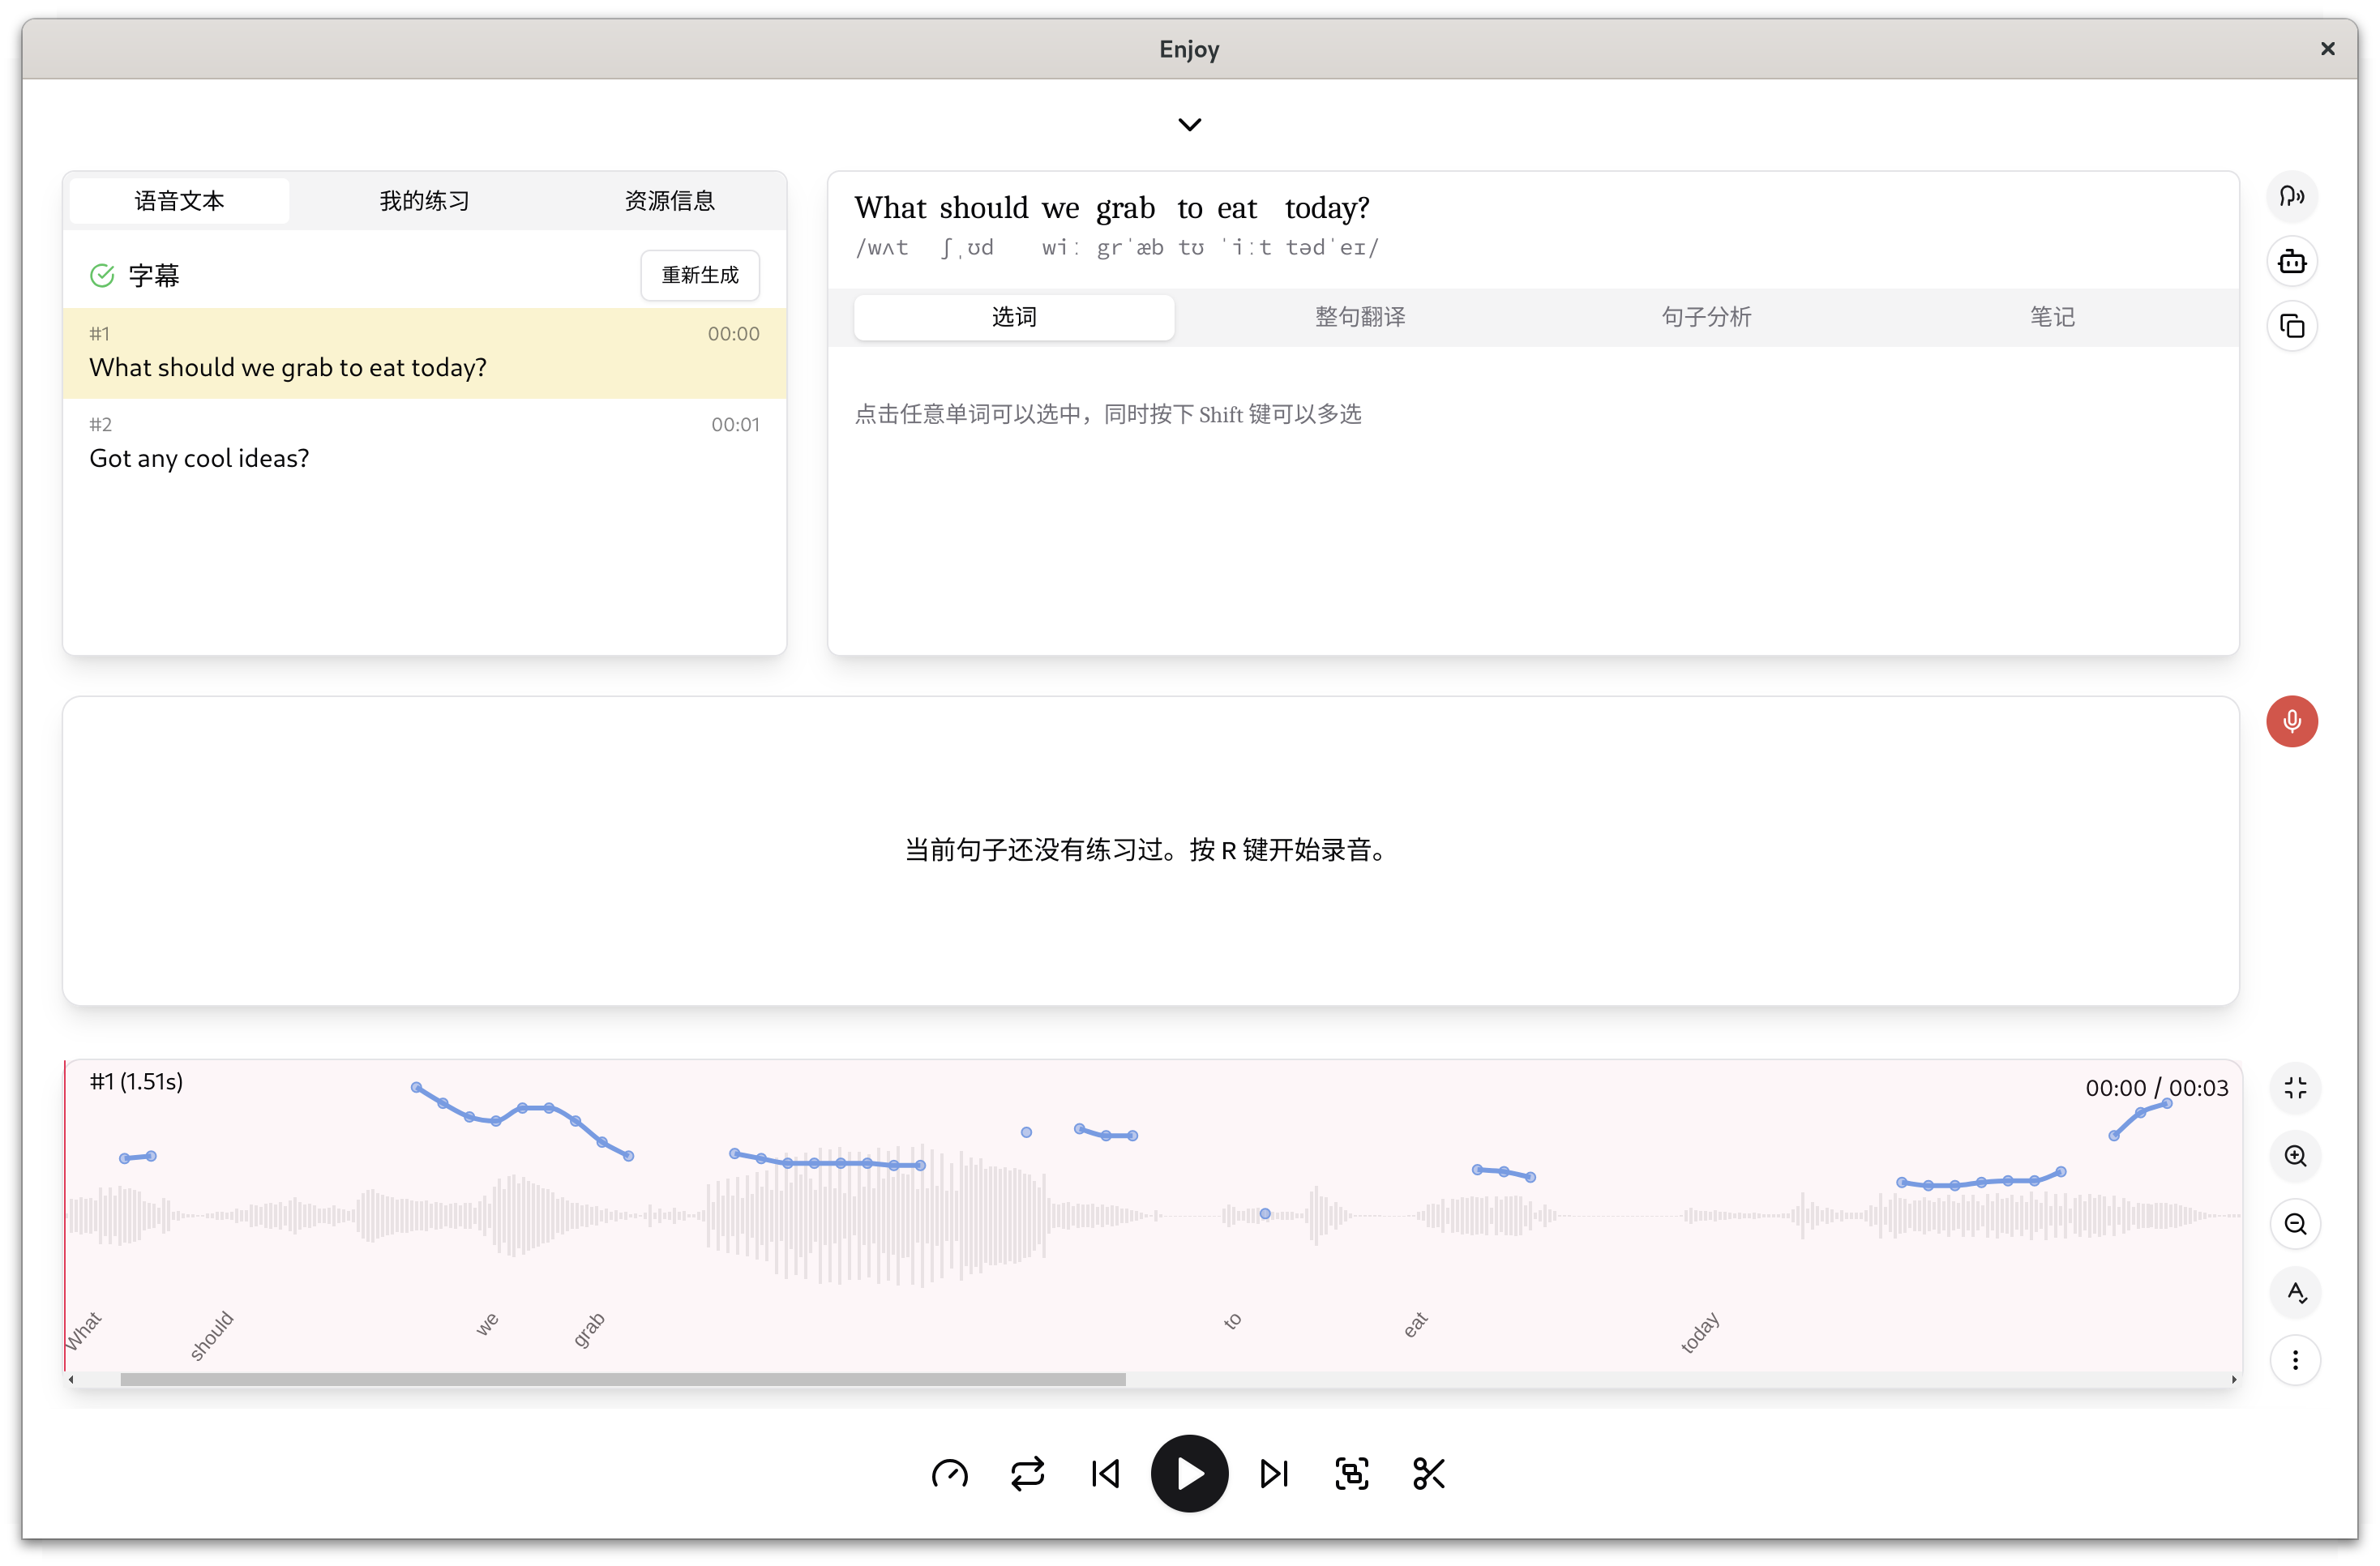 Enjoy
语音文本 我的练习 资源信息
字幕 重新生成
#1 00:00
What should we grab to eat today?
#2 00:01
Got any cool ideas?
What should we grab to eat today?
/wʌt ʃˌʊd wiː ɡrˈæb tʊ ˈiːt tədˈeɪ/
选词 整句翻译 句子分析 笔记
点击任意单词可以选中，同时按下 Shift 键可以多选
当前句子还没有练习过。按 R 键开始录音。
#1 (1.51s) 00:00 / 00:03
What should we grab to eat today